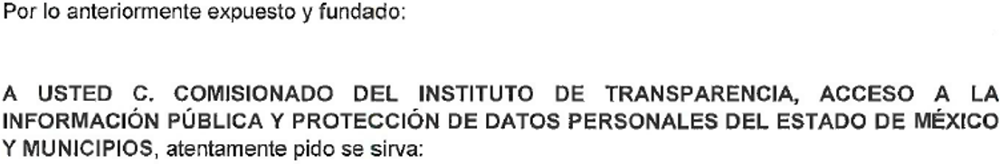 Por lo anteriormente expuesto y fundado:
A USTED C. COMISIONADO DEL INSTITUTO DE TRANSPARENCIA, ACCESO A LA
INFORMACIÓN PÚBLICA Y PROTECCIÓN DE DATOS PERSONALES DEL ESTADO DE MÉXICO
Y MUNICIPIOS, atentamente pido se sirva: